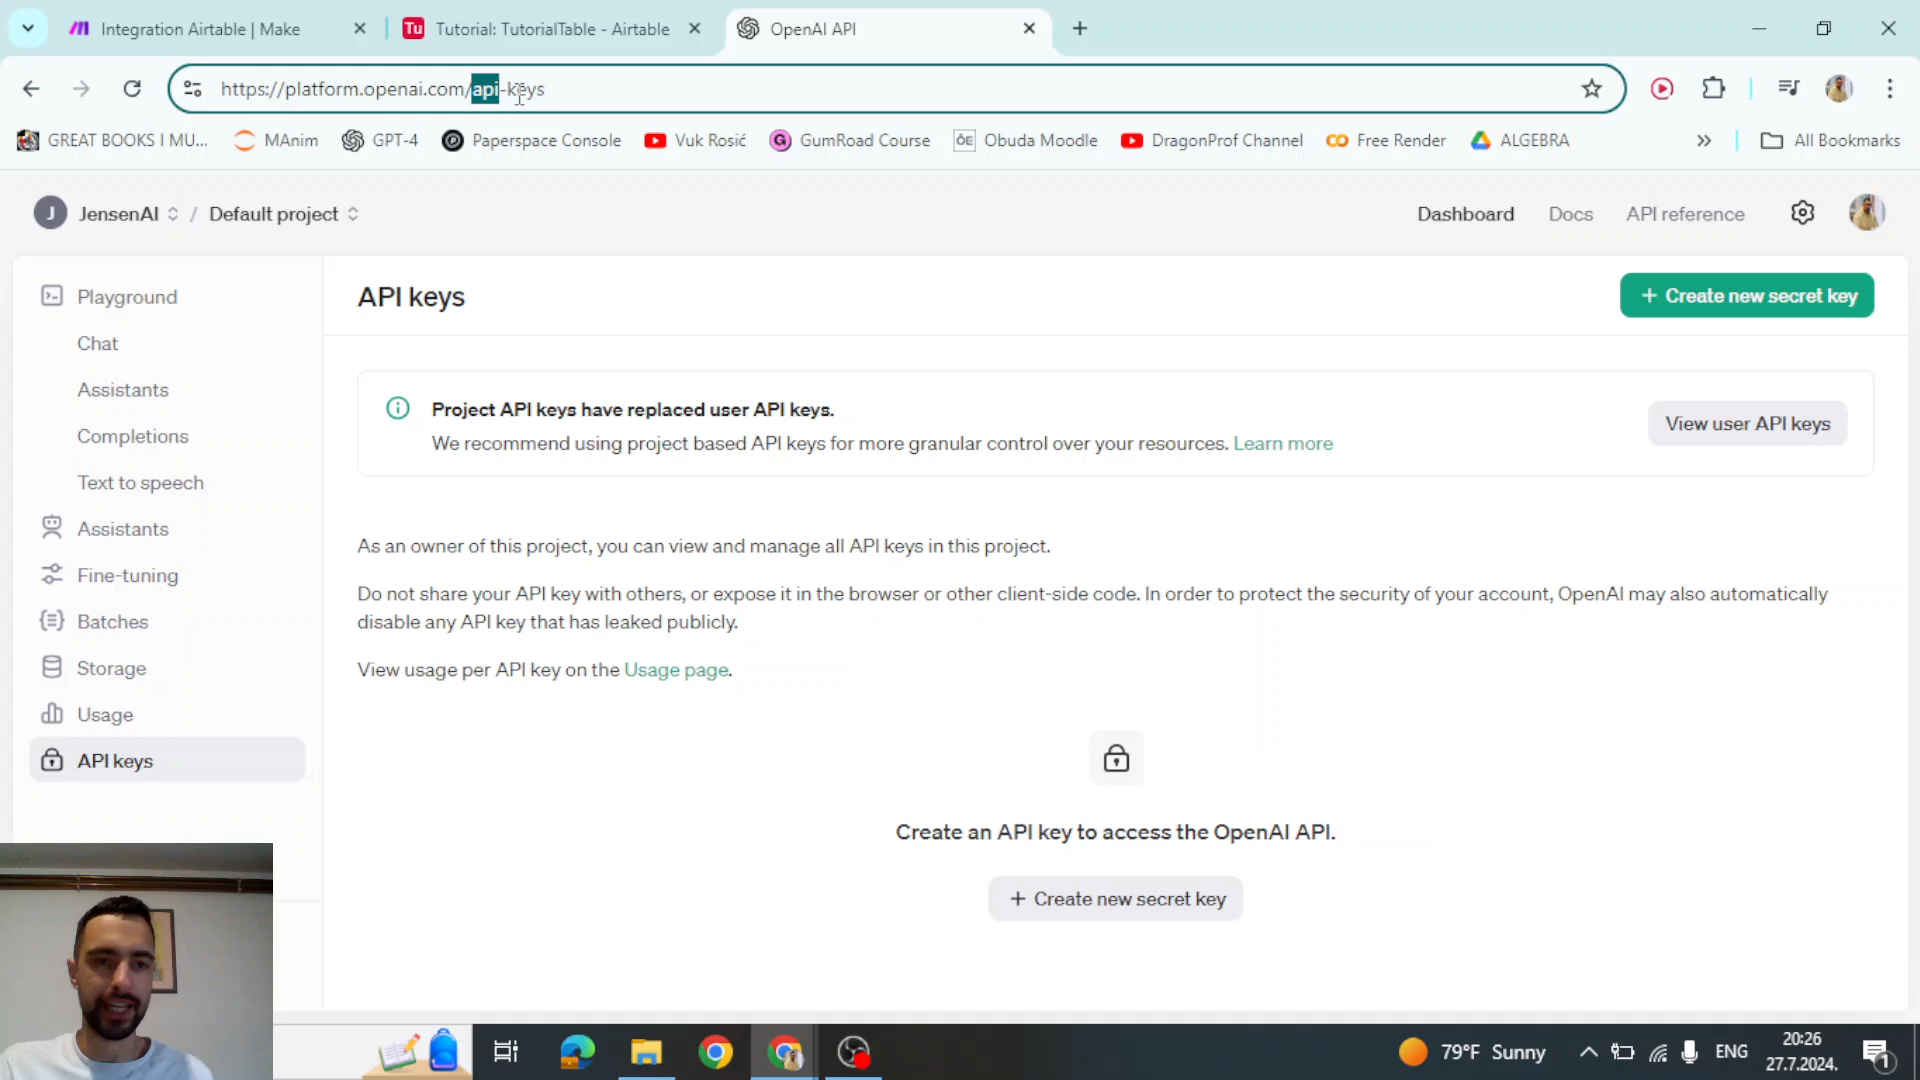 Integration Airtable | Make
Tu
Tutorial: TutorialTable - Airtable
OpenAI API
https://platform.openai.com/api-keys
GREAT BOOKS I MU...
MAnim
GPT-4
Paperspace Console
Vuk Rosić
G
GumRoad Course
ŌE
Obuda Moodle
DragonProf Channel
Free Render
ALGEBRA
All Bookmarks
J JensenAI / Default project
Dashboard
Docs
API reference
Playground
Chat
Assistants
Completions
Text to speech
Assistants
Fine-tuning
Batches
Storage
Usage
API keys
API keys
+ Create new secret key
Project API keys have replaced user API keys.
We recommend using project based API keys for more granular control over your resources. Learn more
View user API keys
As an owner of this project, you can view and manage all API keys in this project.
Do not share your API key with others, or expose it in the browser or other client-side code. In order to protect the security of your account, OpenAI may also automatically
disable any API key that has leaked publicly.
View usage per API key on the Usage page.
Create an API key to access the OpenAI API.
+ Create new secret key
79°F Sunny
ENG
20:26
27.7.2024.
1